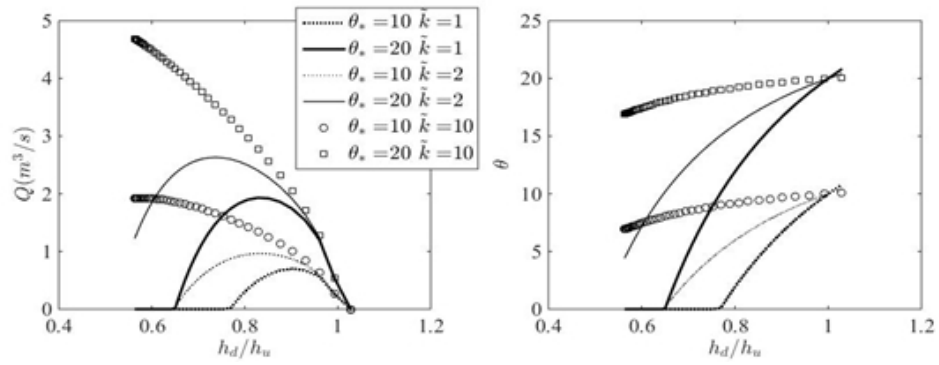 5
4
3
2
1
0
Q(m³/s)
0.4 0.6 0.8 1 1.2
h_d/h_u
θ_* =10 k̃ =1
θ_* =20 k̃ =1
θ_* =10 k̃ =2
θ_* =20 k̃ =2
θ_* =10 k̃ =10
θ_* =20 k̃ =10
25
20
15
10
5
0
θ
0.4 0.6 0.8 1 1.2
h_d/h_u